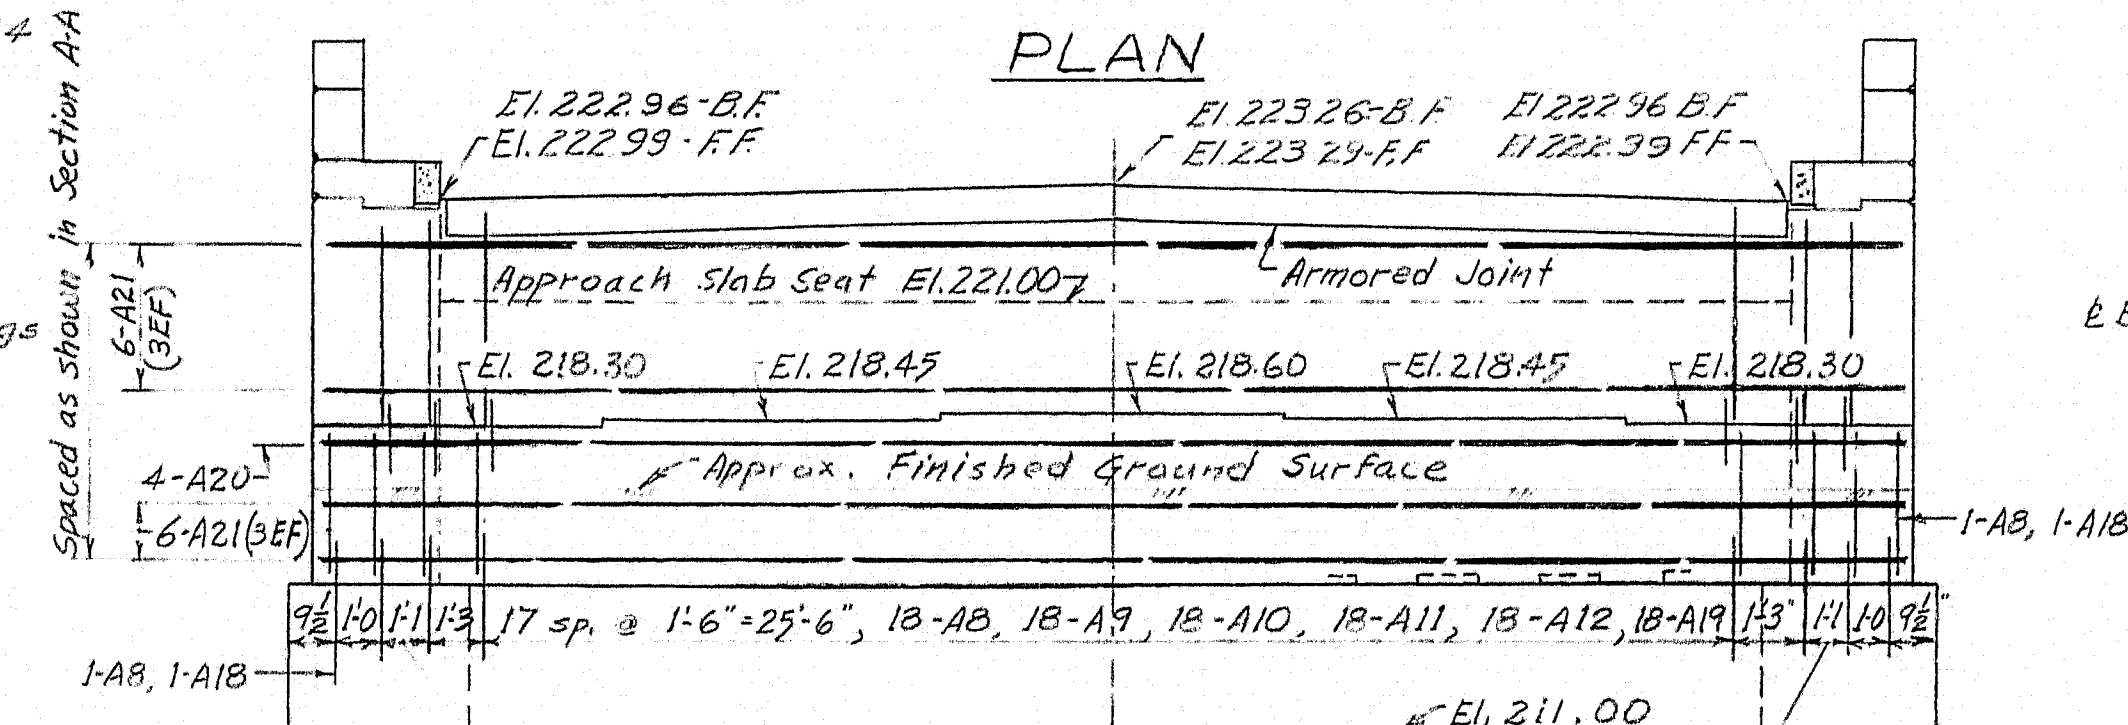 PLAN
4
Spaced as shown in Section A-A
El. 222.96-B.F.
El. 222.99-F.F.
El. 223.26-B.F.
El. 223.29-F.F.
El. 222.96 B.F.
El. 222.99 F.F.
Approach Slab Seat El. 221.00
Armored Joint
6-A21
(3EF)
gs
El. 218.30
El. 218.45
El. 218.60
El. 218.45
El. 218.30
4-A20
Approx. Finished Ground Surface
6-A21(3EF)
1-A8, 1-A18
9½" 1'-0 1'-1 1'-3 17 sp. @ 1'-6"=25'-6", 18-A8, 18-A9, 18-A10, 18-A11, 18-A12, 18-A19 1'-3" 1'-1 1'-0 9½"
1-A8, 1-A18
El. 211.00